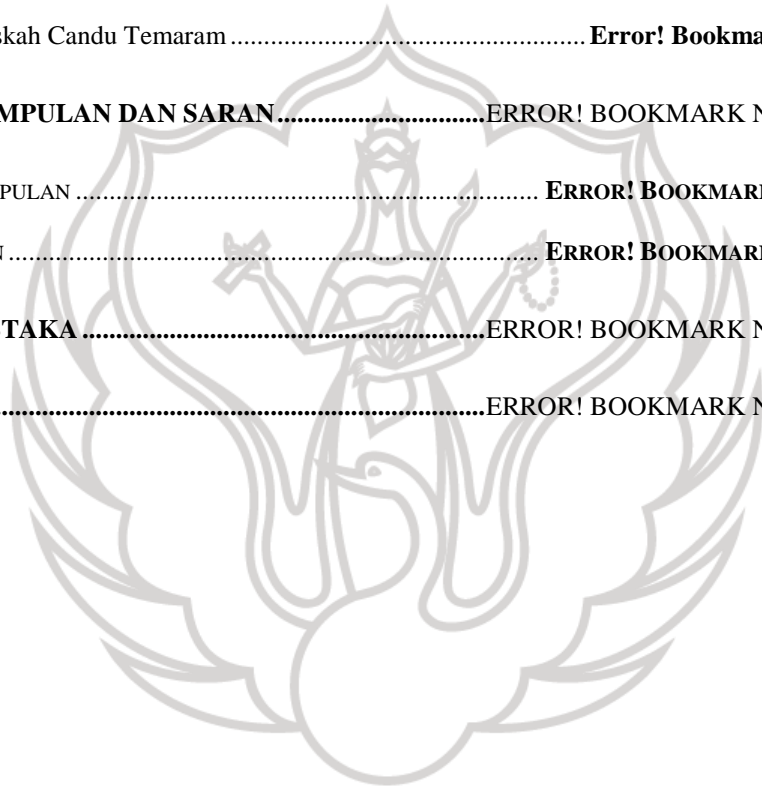 skah Candu Temaram ..................................................... Error! Bookma
MPULAN DAN SARAN ............................... ERROR! BOOKMARK N
PULAN ..................................................................... ERROR! BOOKMARK
N ............................................................................... ERROR! BOOKMARK
TAKA ............................................................ ERROR! BOOKMARK N
........................................................................ ERROR! BOOKMARK N